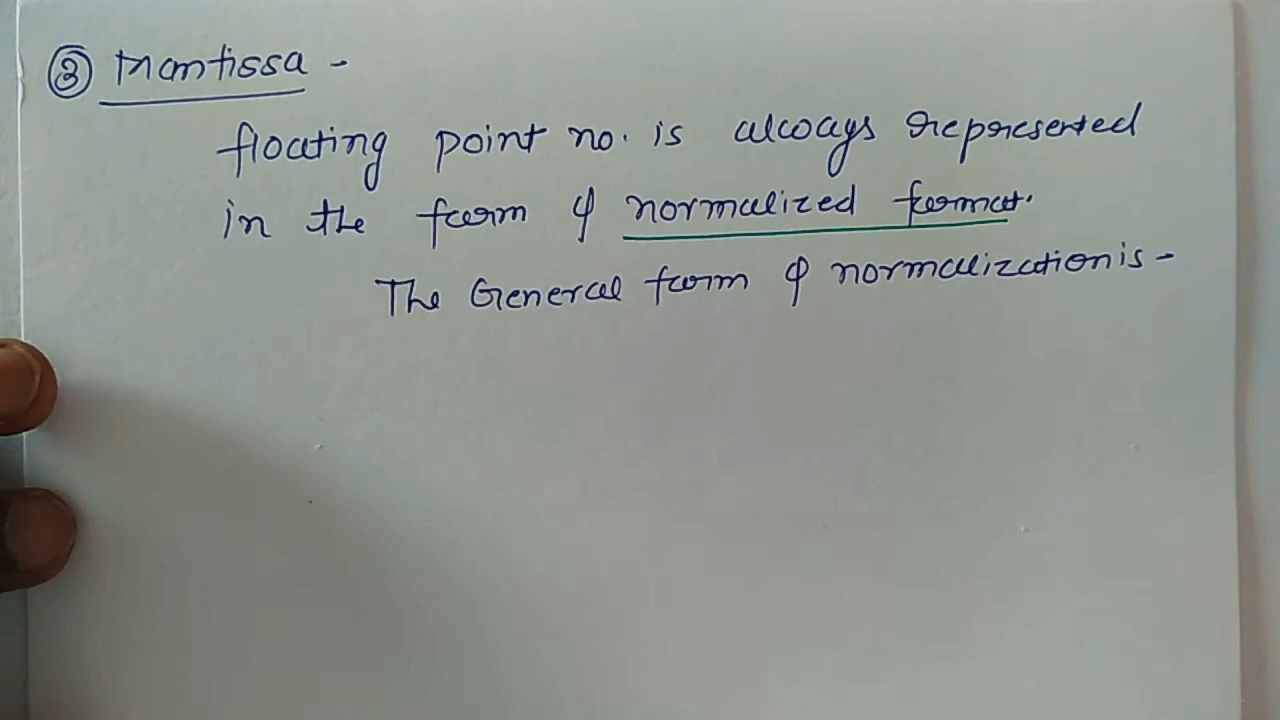 ③ Mantissa -
floating point no. is always represented
in the form of normalized format.
The General form of normalization is -